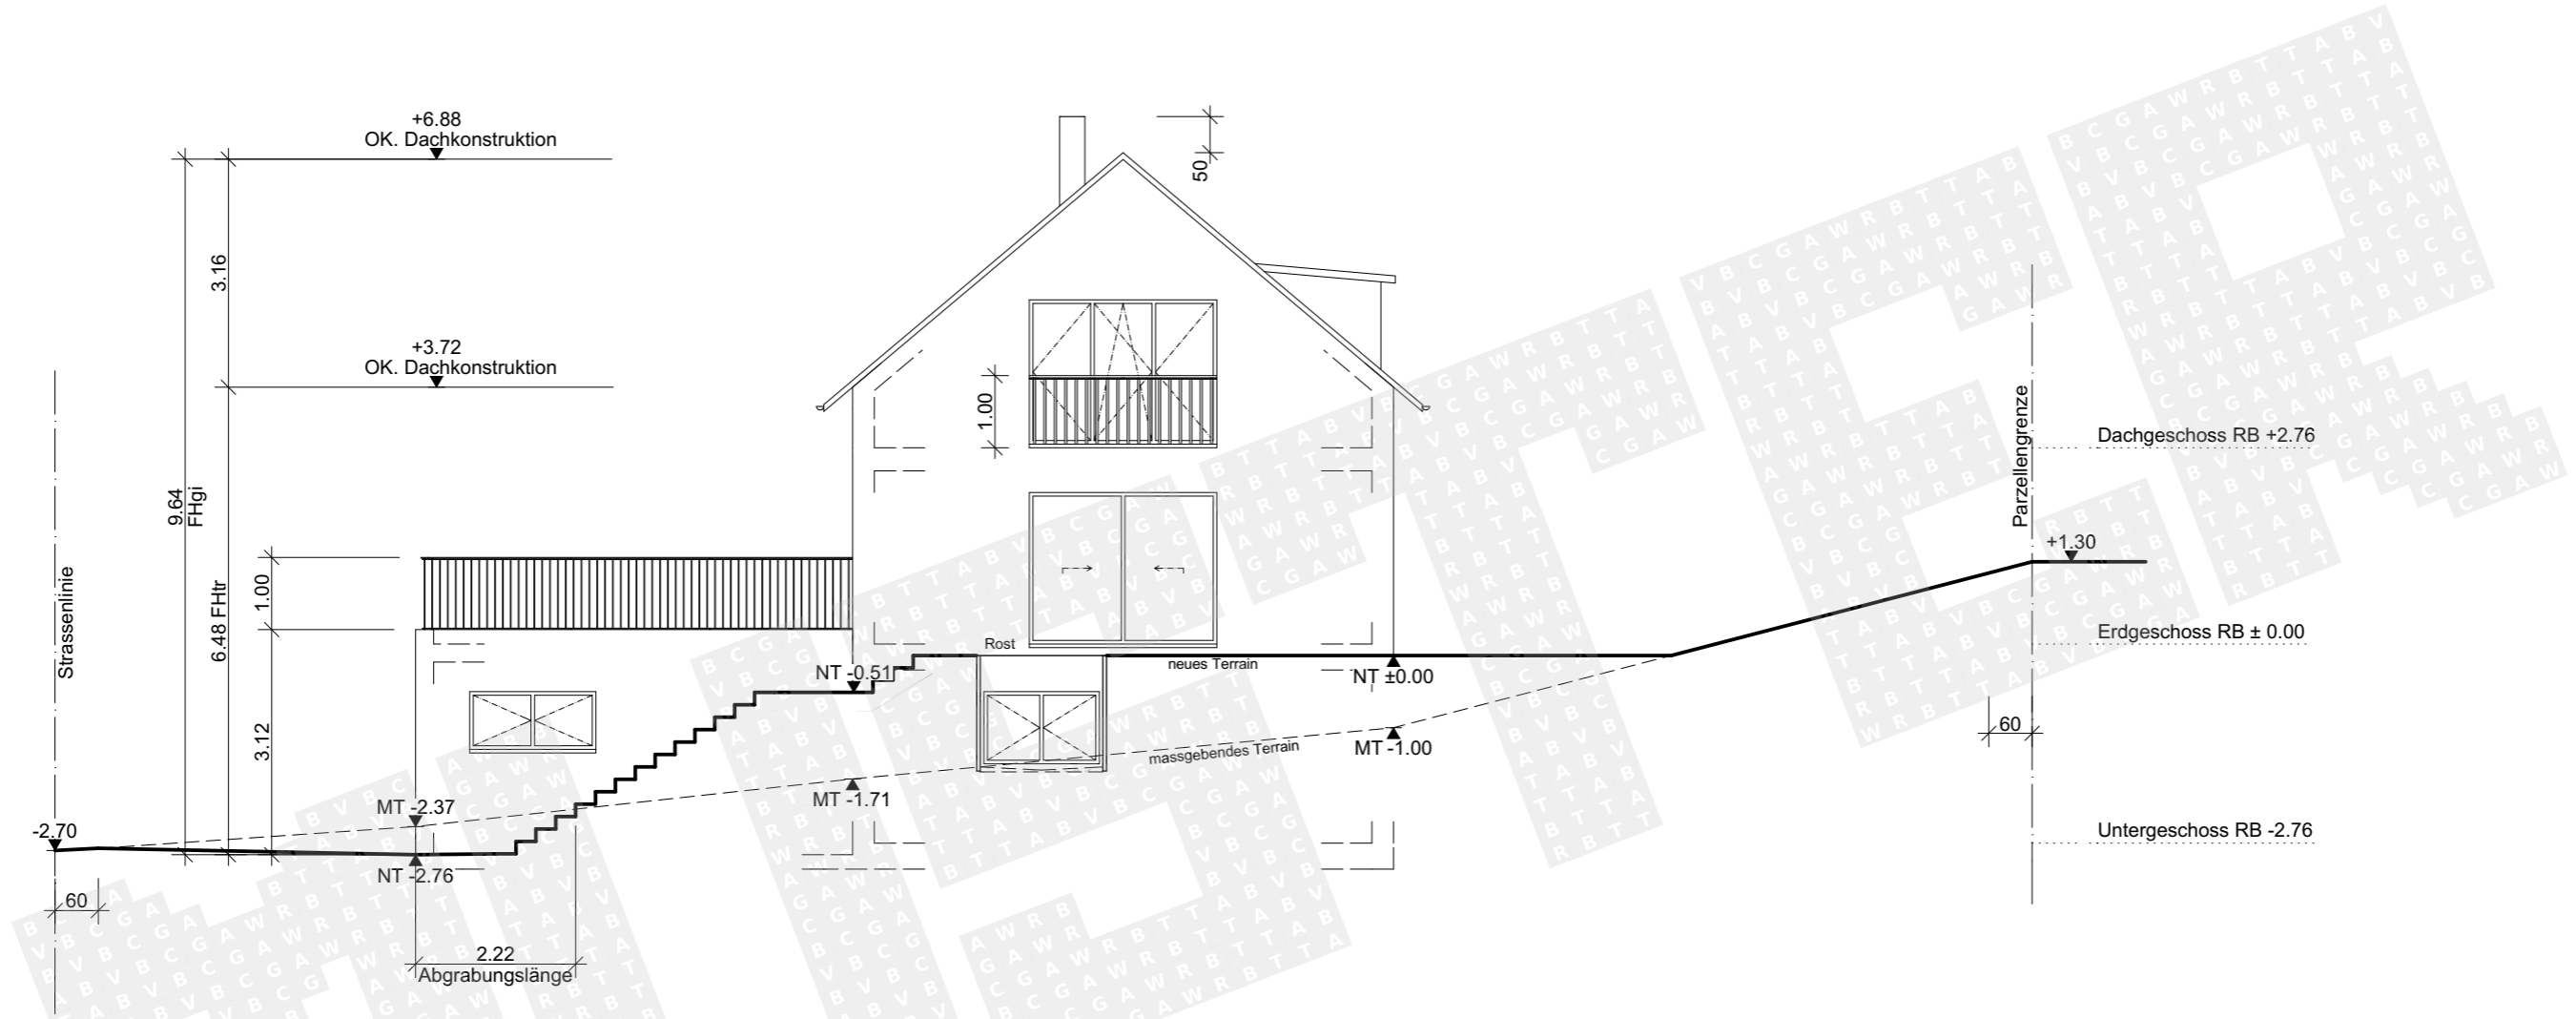 +6.88
OK. Dachkonstruktion
50
3.16
+3.72
OK. Dachkonstruktion
1.00
Parzellengrenze
Dachgeschoss RB +2.76
9.64
FHgi
6.48 FHtr
1.00
Strassenlinie
+1.30
Erdgeschoss RB ± 0.00
Rost
neues Terrain
NT -0.51
NT ±0.00
3.12
60
massgebendes Terrain
MT -1.00
MT -1.71
MT -2.37
-2.70
Untergeschoss RB -2.76
NT -2.76
60
2.22
Abgrabungslänge
MUSTER